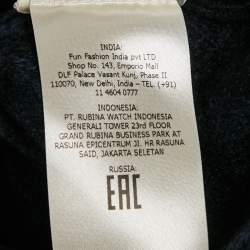 INDIA:
Fun Fashion India pvt LTD
Shop No: 143, Emporio Mall
DLF Palace Vasant Kunj, Phase II
110070, New Delhi, India - TEL: (+91)
11 4604 0777
INDONESIA:
PT. RUBINA WATCH INDONESIA
GENERALI TOWER 23RD FLOOR
GRAND RUBINA BUSINESS PARK AT
RASUNA EPICENTRUM JI. HR RASUNA
SAID, JAKARTA SELETAN
RUSSIA:
EAC